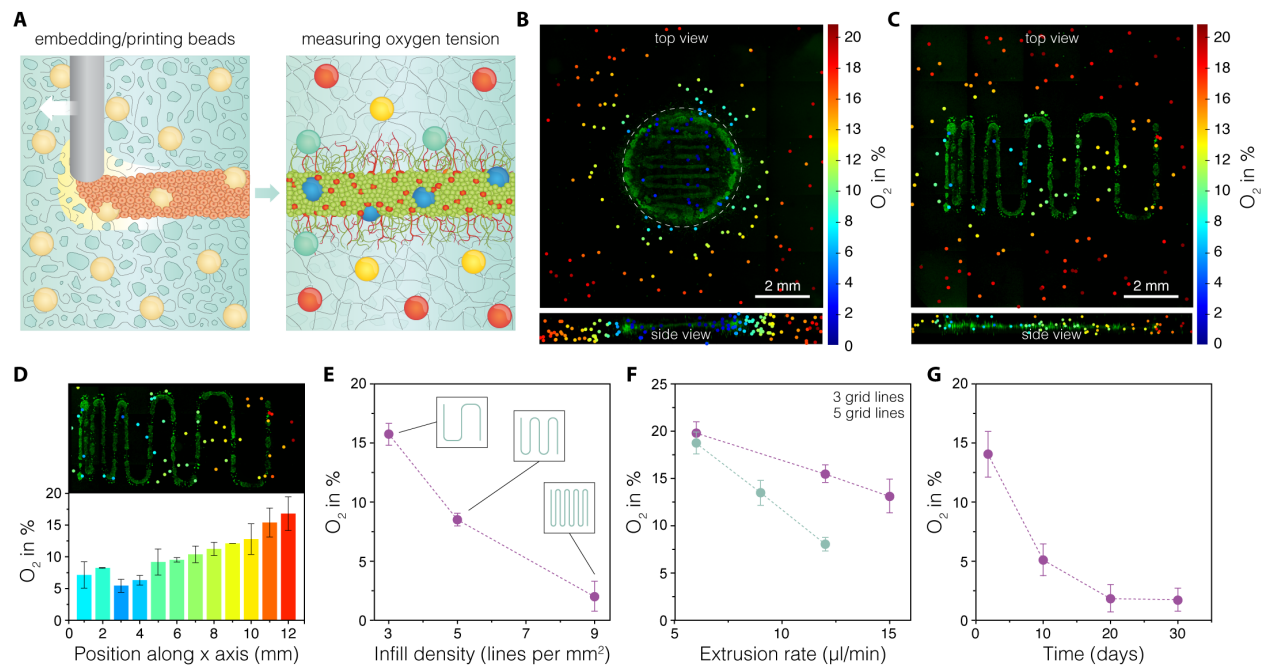 A
embedding/printing beads
measuring oxygen tension
B
top view
2 mm
side view
20
18
16
14
12
10
8
6
4
2
0
O2 in %
C
top view
2 mm
side view
20
18
16
13
12
10
8
6
4
2
0
O2 in %
D
20
15
10
5
0
O2 in %
0 2 4 6 8 10 12
Position along x axis (mm)
E
20
15
10
5
0
O2 in %
3 5 7 9
Infill density (lines per mm²)
F
25
20
15
10
5
0
O2 in %
3 grid lines
5 grid lines
5 10 15
Extrusion rate (µl/min)
G
20
15
10
5
0
O2 in %
0 10 20 30
Time (days)